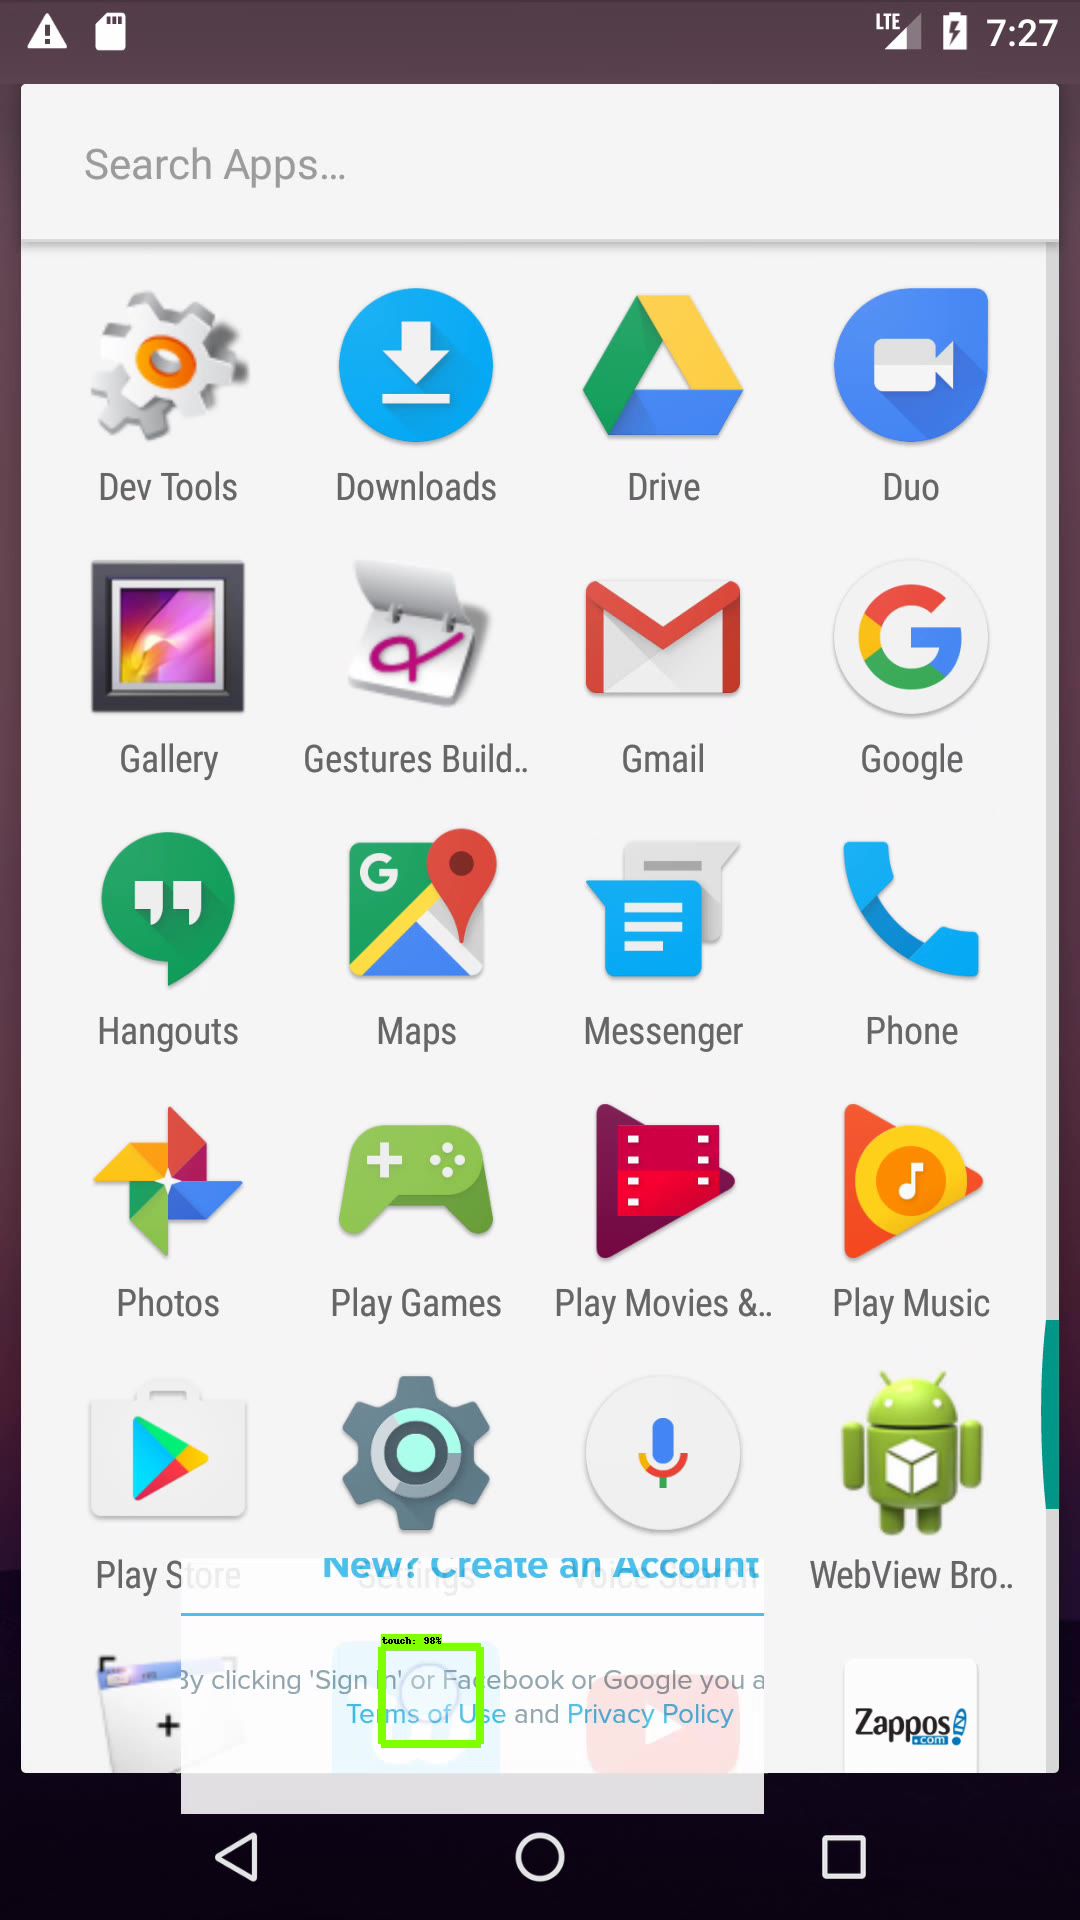 LTE 7:27
Search Apps...
Dev Tools Downloads Drive Duo
Gallery Gestures Build.. Gmail Google
Hangouts Maps Messenger Phone
Photos Play Games Play Movies &.. Play Music
New? Create an Account
Play Store Settings Voice Search WebView Bro..
touch: 98%
By clicking 'Sign In' or Facebook or Google you a
Terms of Use and Privacy Policy
Zappos
.com